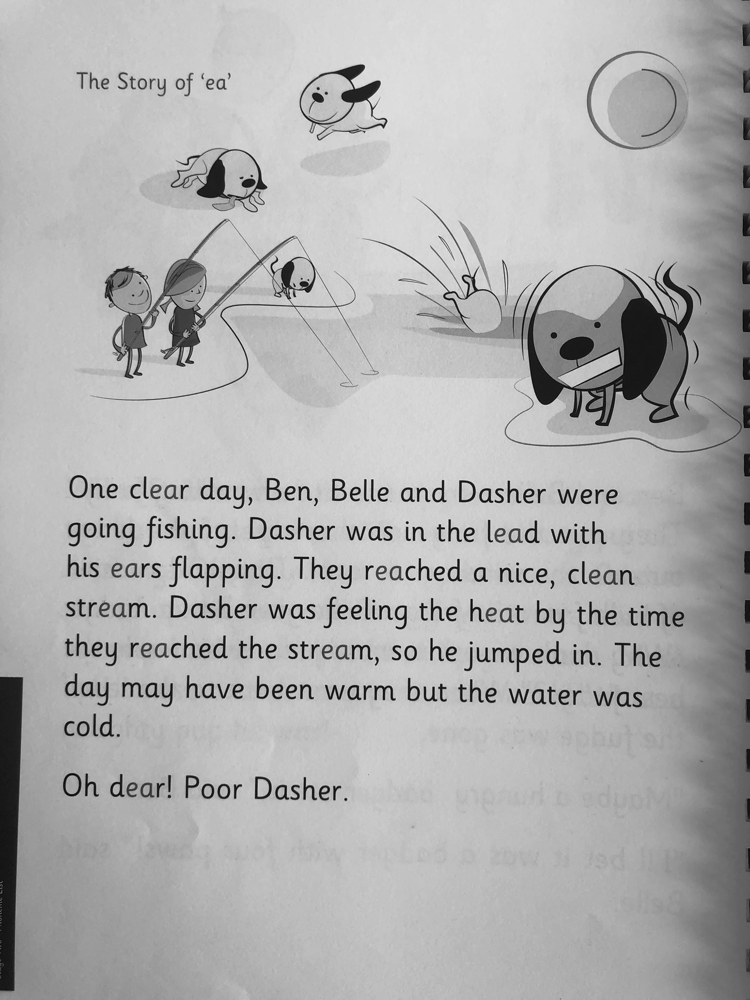 The Story of ‘ea’
One clear day, Ben, Belle and Dasher were
going fishing. Dasher was in the lead with
his ears flapping. They reached a nice, clean
stream. Dasher was feeling the heat by the time
they reached the stream, so he jumped in. The
day may have been warm but the water was
cold.
Oh dear! Poor Dasher.